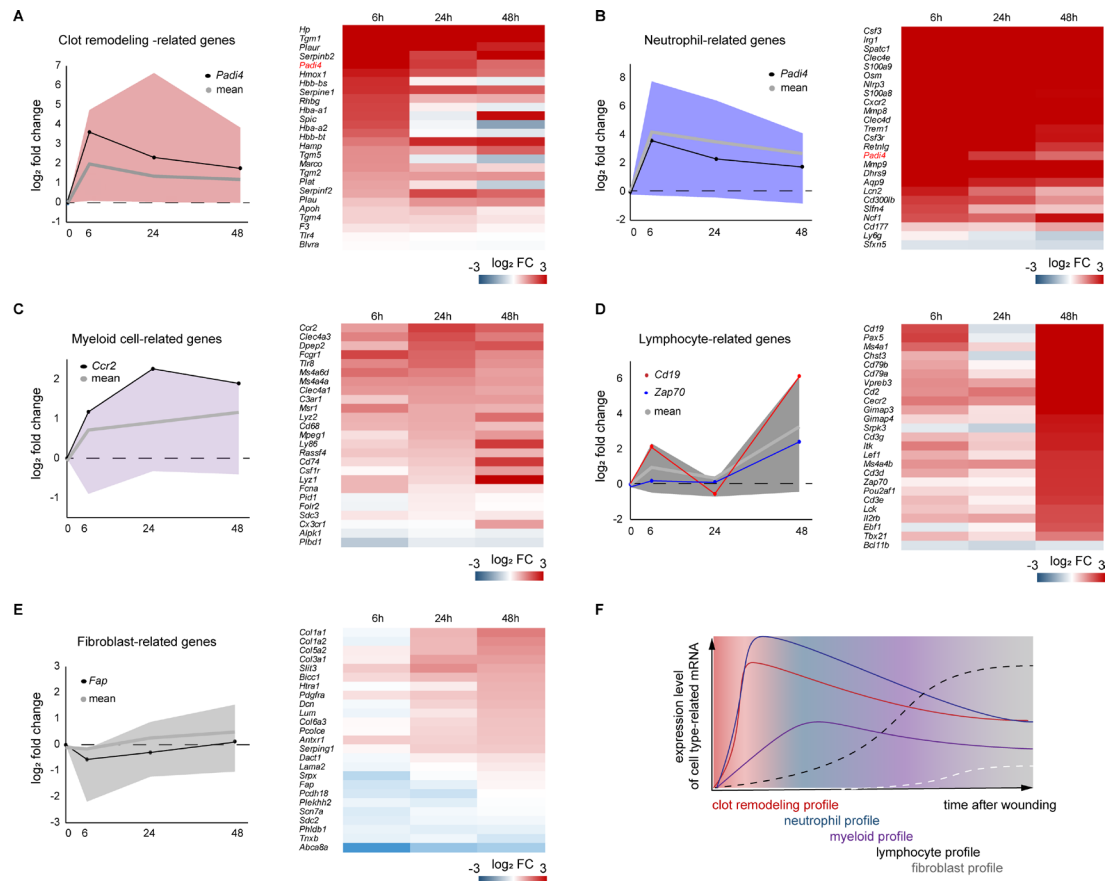 A
Clot remodeling -related genes
log₂ fold change
7
6
5
4
3
2
1
0
-1
Padi4
mean
0 6 24 48
6h 24h 48h
Hp
Tgm1
Plaur
Serpinb2
Padi4
Hmox1
Hbb-bs
Serpine1
Rhbg
Hba-a1
Spic
Hba-a2
Hbb-bt
Hamp
Tgm5
Marco
Tgm2
Plat
Serpinf2
Plau
Apoh
Tgm4
F3
Tlr4
Blvra
log₂ FC
-3 3
B
Neutrophil-related genes
log₂ fold change
8
6
4
2
0
-2
Padi4
mean
0 6 24 48
6h 24h 48h
Csf3
Irg1
Spatc1
Clec4e
S100a9
Osm
Nlrp3
S100a8
Cxcr2
Mmp8
Clec4d
Trem1
Csf3r
Retnlg
Padi4
Mmp9
Dhrs9
Aqp9
Lcn2
Cd300lb
Slfn4
Ncf1
Cd177
Ly6g
Sfxn5
log₂ FC
-3 3
C
Myeloid cell-related genes
log₂ fold change
2
1
0
-1
Ccr2
mean
0 6 24 48
6h 24h 48h
Ccr2
Clec4a3
Dpep2
Fcgr1
Tlr8
Ms4a6d
Ms4a4a
Clec4a1
C3ar1
Msr1
Lyz2
Cd68
Mpeg1
Ly86
Rassf4
Cd74
Csf1r
Lyz1
Fcna
Pid1
Folr2
Sdc3
Cx3cr1
Alpk1
Plbd1
log₂ FC
-3 3
D
Lymphocyte-related genes
log₂ fold change
6
4
2
0
-2
Cd19
Zap70
mean
0 6 24 48
6h 24h 48h
Cd19
Pax5
Ms4a1
Chst3
Cd79b
Cd79a
Vpreb3
Cd2
Cecr2
Gimap3
Gimap4
Srpk3
Cd3g
Itk
Lef1
Ms4a4b
Cd3d
Zap70
Pou2af1
Cd3e
Lck
Il2rb
Ebf1
Tbx21
Bcl11b
log₂ FC
-3 3
E
Fibroblast-related genes
log₂ fold change
3
2
1
0
-1
-2
-3
Fap
mean
0 6 24 48
6h 24h 48h
Col1a1
Col1a2
Col5a2
Col3a1
Slit3
Bicc1
Htra1
Pdgfra
Dcn
Lum
Col6a3
Pcolce
Antxr1
Serping1
Dact1
Lama2
Srpx
Fap
Pcdh18
Plekhh2
Scn7a
Sdc2
Phldb1
Tnxb
Abca8a
log₂ FC
-3 3
F
expression level
of cell type-related mRNA
clot remodeling profile
time after wounding
neutrophil profile
myeloid profile
lymphocyte profile
fibroblast profile